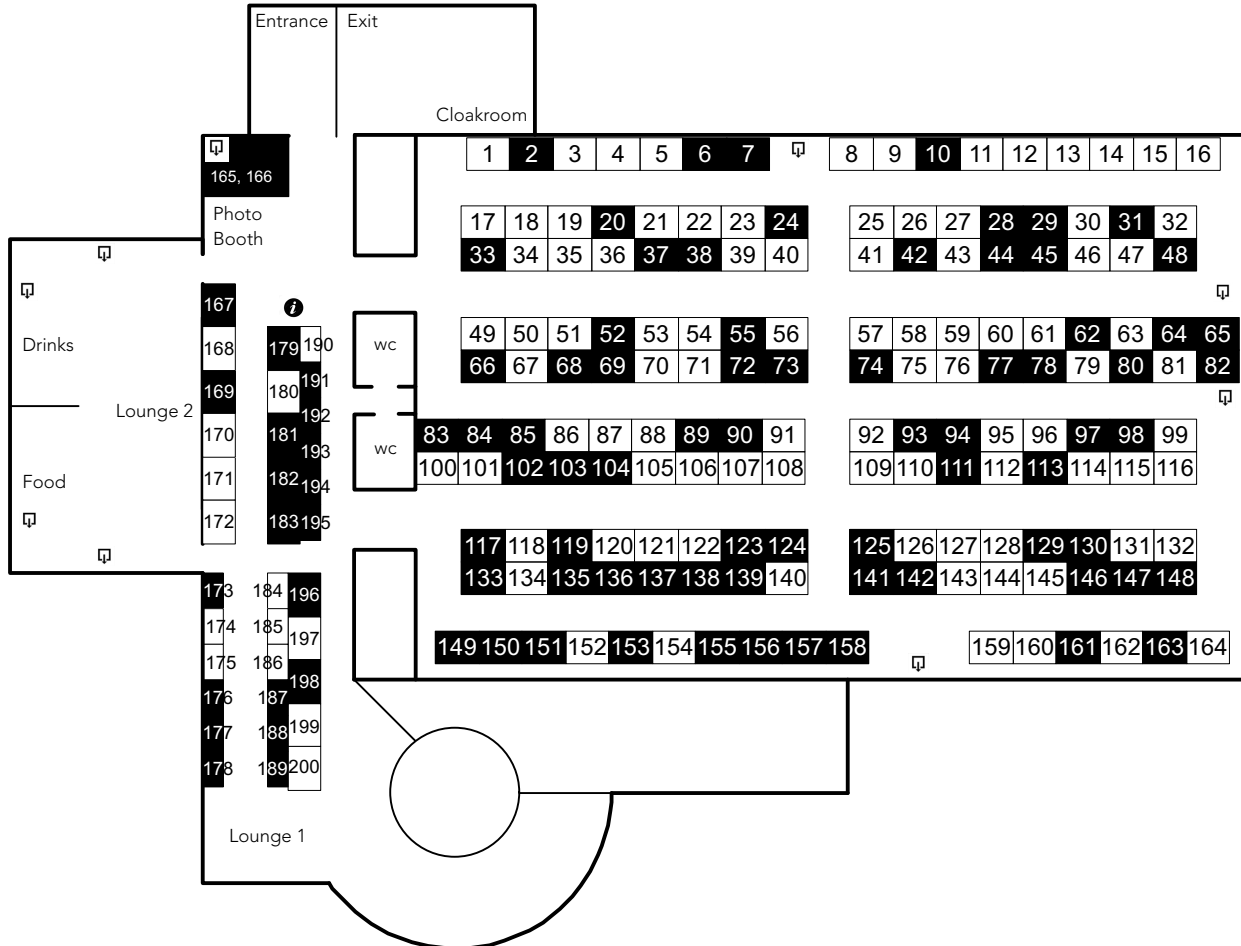 Entrance Exit
Cloakroom
1 2 3 4 5 6 7 8 9 10 11 12 13 14 15 16
165, 166
Photo
Booth
17 18 19 20 21 22 23 24 25 26 27 28 29 30 31 32
33 34 35 36 37 38 39 40 41 42 43 44 45 46 47 48
i
167
168
169
170
171
172
179
180
181
182
183
190
191
192
193
194
195
Drinks
Lounge 2
Food
wc
wc
49 50 51 52 53 54 55 56 57 58 59 60 61 62 63 64 65
66 67 68 69 70 71 72 73 74 75 76 77 78 79 80 81 82
83 84 85 86 87 88 89 90 91 92 93 94 95 96 97 98 99
100 101 102 103 104 105 106 107 108 109 110 111 112 113 114 115 116
117 118 119 120 121 122 123 124 125 126 127 128 129 130 131 132
133 134 135 136 137 138 139 140 141 142 143 144 145 146 147 148
149 150 151 152 153 154 155 156 157 158 159 160 161 162 163 164
173
174
175
176
177
178
184
185
186
187
188
189
196
197
198
199
200
Lounge 1